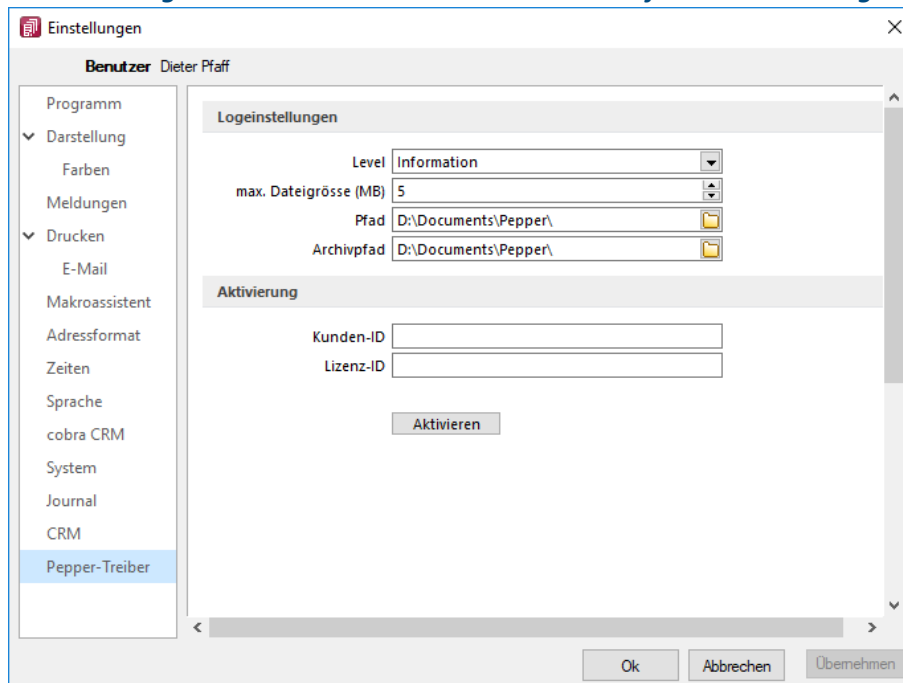 Einstellungen
Benutzer Dieter Pfaff
Programm
Darstellung
Farben
Meldungen
Drucken
E-Mail
Makroassistent
Adressformat
Zeiten
Sprache
cobra CRM
System
Journal
CRM
Pepper-Treiber
Logeinstellungen
Level Information
max. Dateigrösse (MB) 5
Pfad D:\Documents\Pepper\
Archivpfad D:\Documents\Pepper\
Aktivierung
Kunden-ID
Lizenz-ID
Aktivieren
Ok Abbrechen Übernehmen